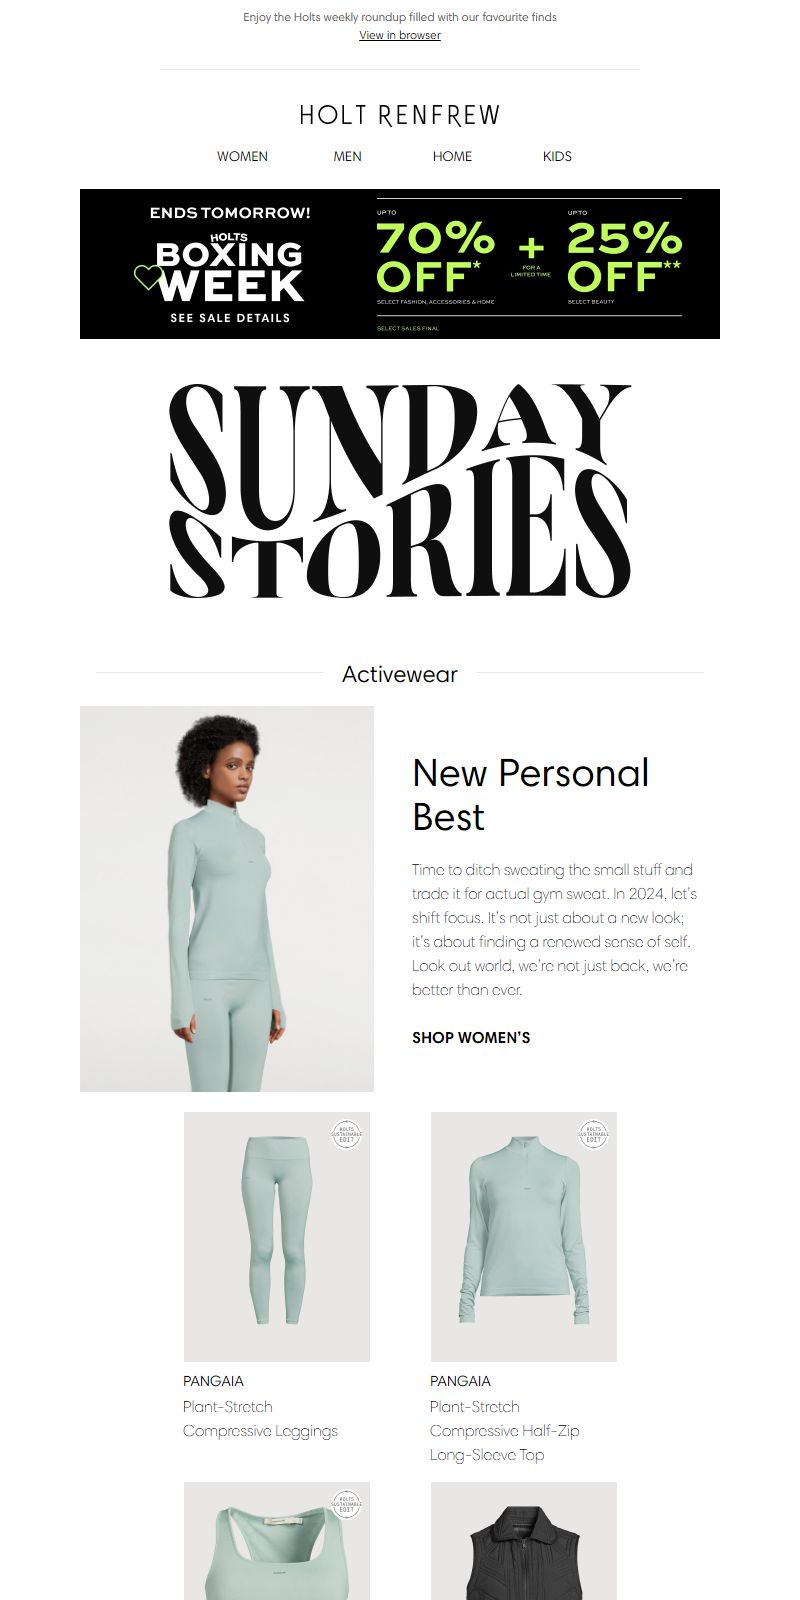 Enjoy the Holts weekly roundup filled with our favourite finds
View in browser
HOLT RENFREW
WOMEN MEN HOME KIDS
ENDS TOMORROW!
HOLTS
BOXING
WEEK
SEE SALE DETAILS
UP TO
70%
OFF*
SELECT FASHION, ACCESSORIES & HOME
+
FOR A
LIMITED TIME
UP TO
25%
OFF**
SELECT BEAUTY
SELECT SALES FINAL
SUNDAY
STORIES
Activewear
New Personal
Best
Time to ditch sweating the small stuff and
trade it for actual gym sweat. In 2024, let's
shift focus. It's not just about a new look;
it's about finding a renewed sense of self.
Look out world, we're not just back, we're
better than ever.
SHOP WOMEN'S
HOLTS
SUSTAINABLE
EDIT
HOLTS
SUSTAINABLE
EDIT
PANGAIA
Plant-Stretch
Compressive Leggings
PANGAIA
Plant-Stretch
Compressive Half-Zip
Long-Sleeve Top
HOLTS
SUSTAINABLE
EDIT